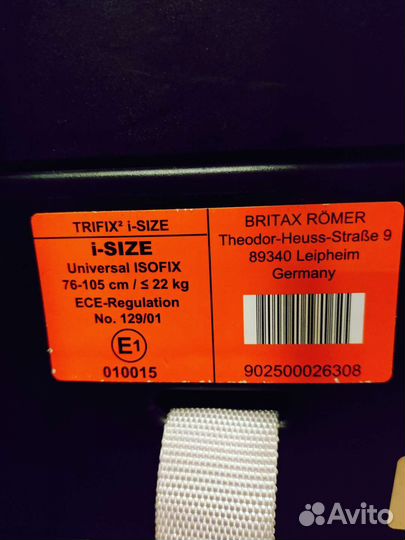 TRIFIX² i-SIZE
i-SIZE
Universal ISOFIX
76-105 cm / ≤ 22 kg
ECE-Regulation
No. 129/01
E1
010015
BRITAX RÖMER
Theodor-Heuss-Straße 9
89340 Leipheim
Germany
902500026308
Avito